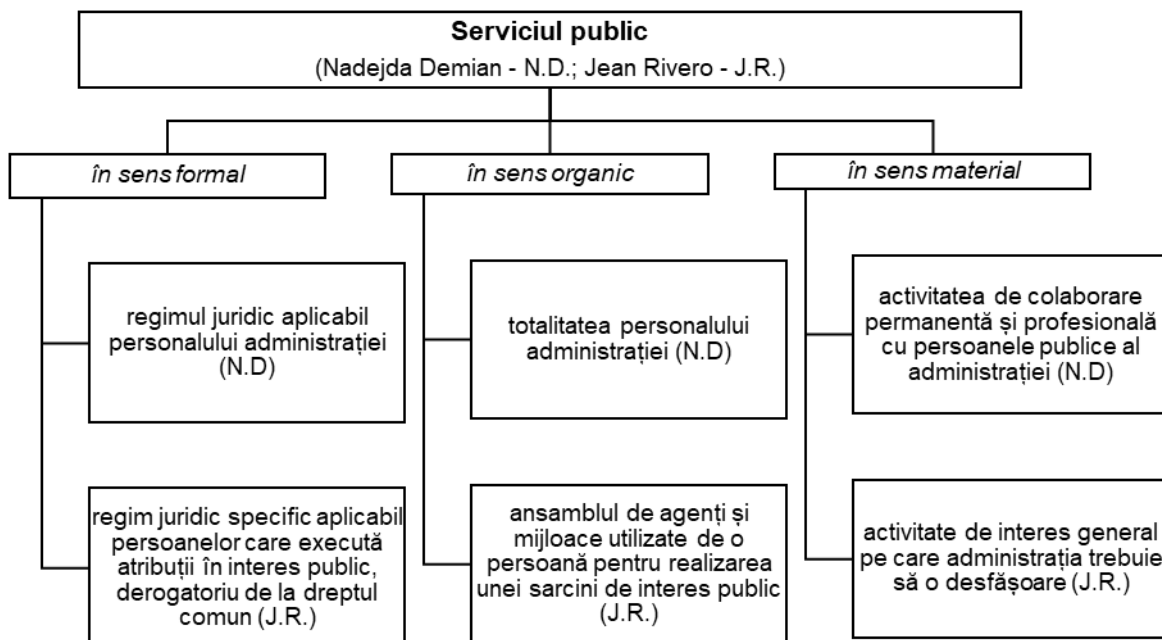 Serviciul public
(Nadejda Demian - N.D.; Jean Rivero - J.R.)
în sens formal
în sens organic
în sens material
regimul juridic aplicabil
personalului administrației
(N.D)
totalitatea personalului
administrației (N.D)
activitatea de colaborare
permanentă și profesională
cu persoanele publice al
administrației (N.D)
regim juridic specific aplicabil
persoanelor care execută
atribuții în interes public,
derogatoriu de la dreptul
comun (J.R.)
ansamblul de agenți și
mijloace utilizate de o
persoană pentru realizarea
unei sarcini de interes public
(J.R.)
activitate de interes general
pe care administrația trebuie
să o desfășoare (J.R.)